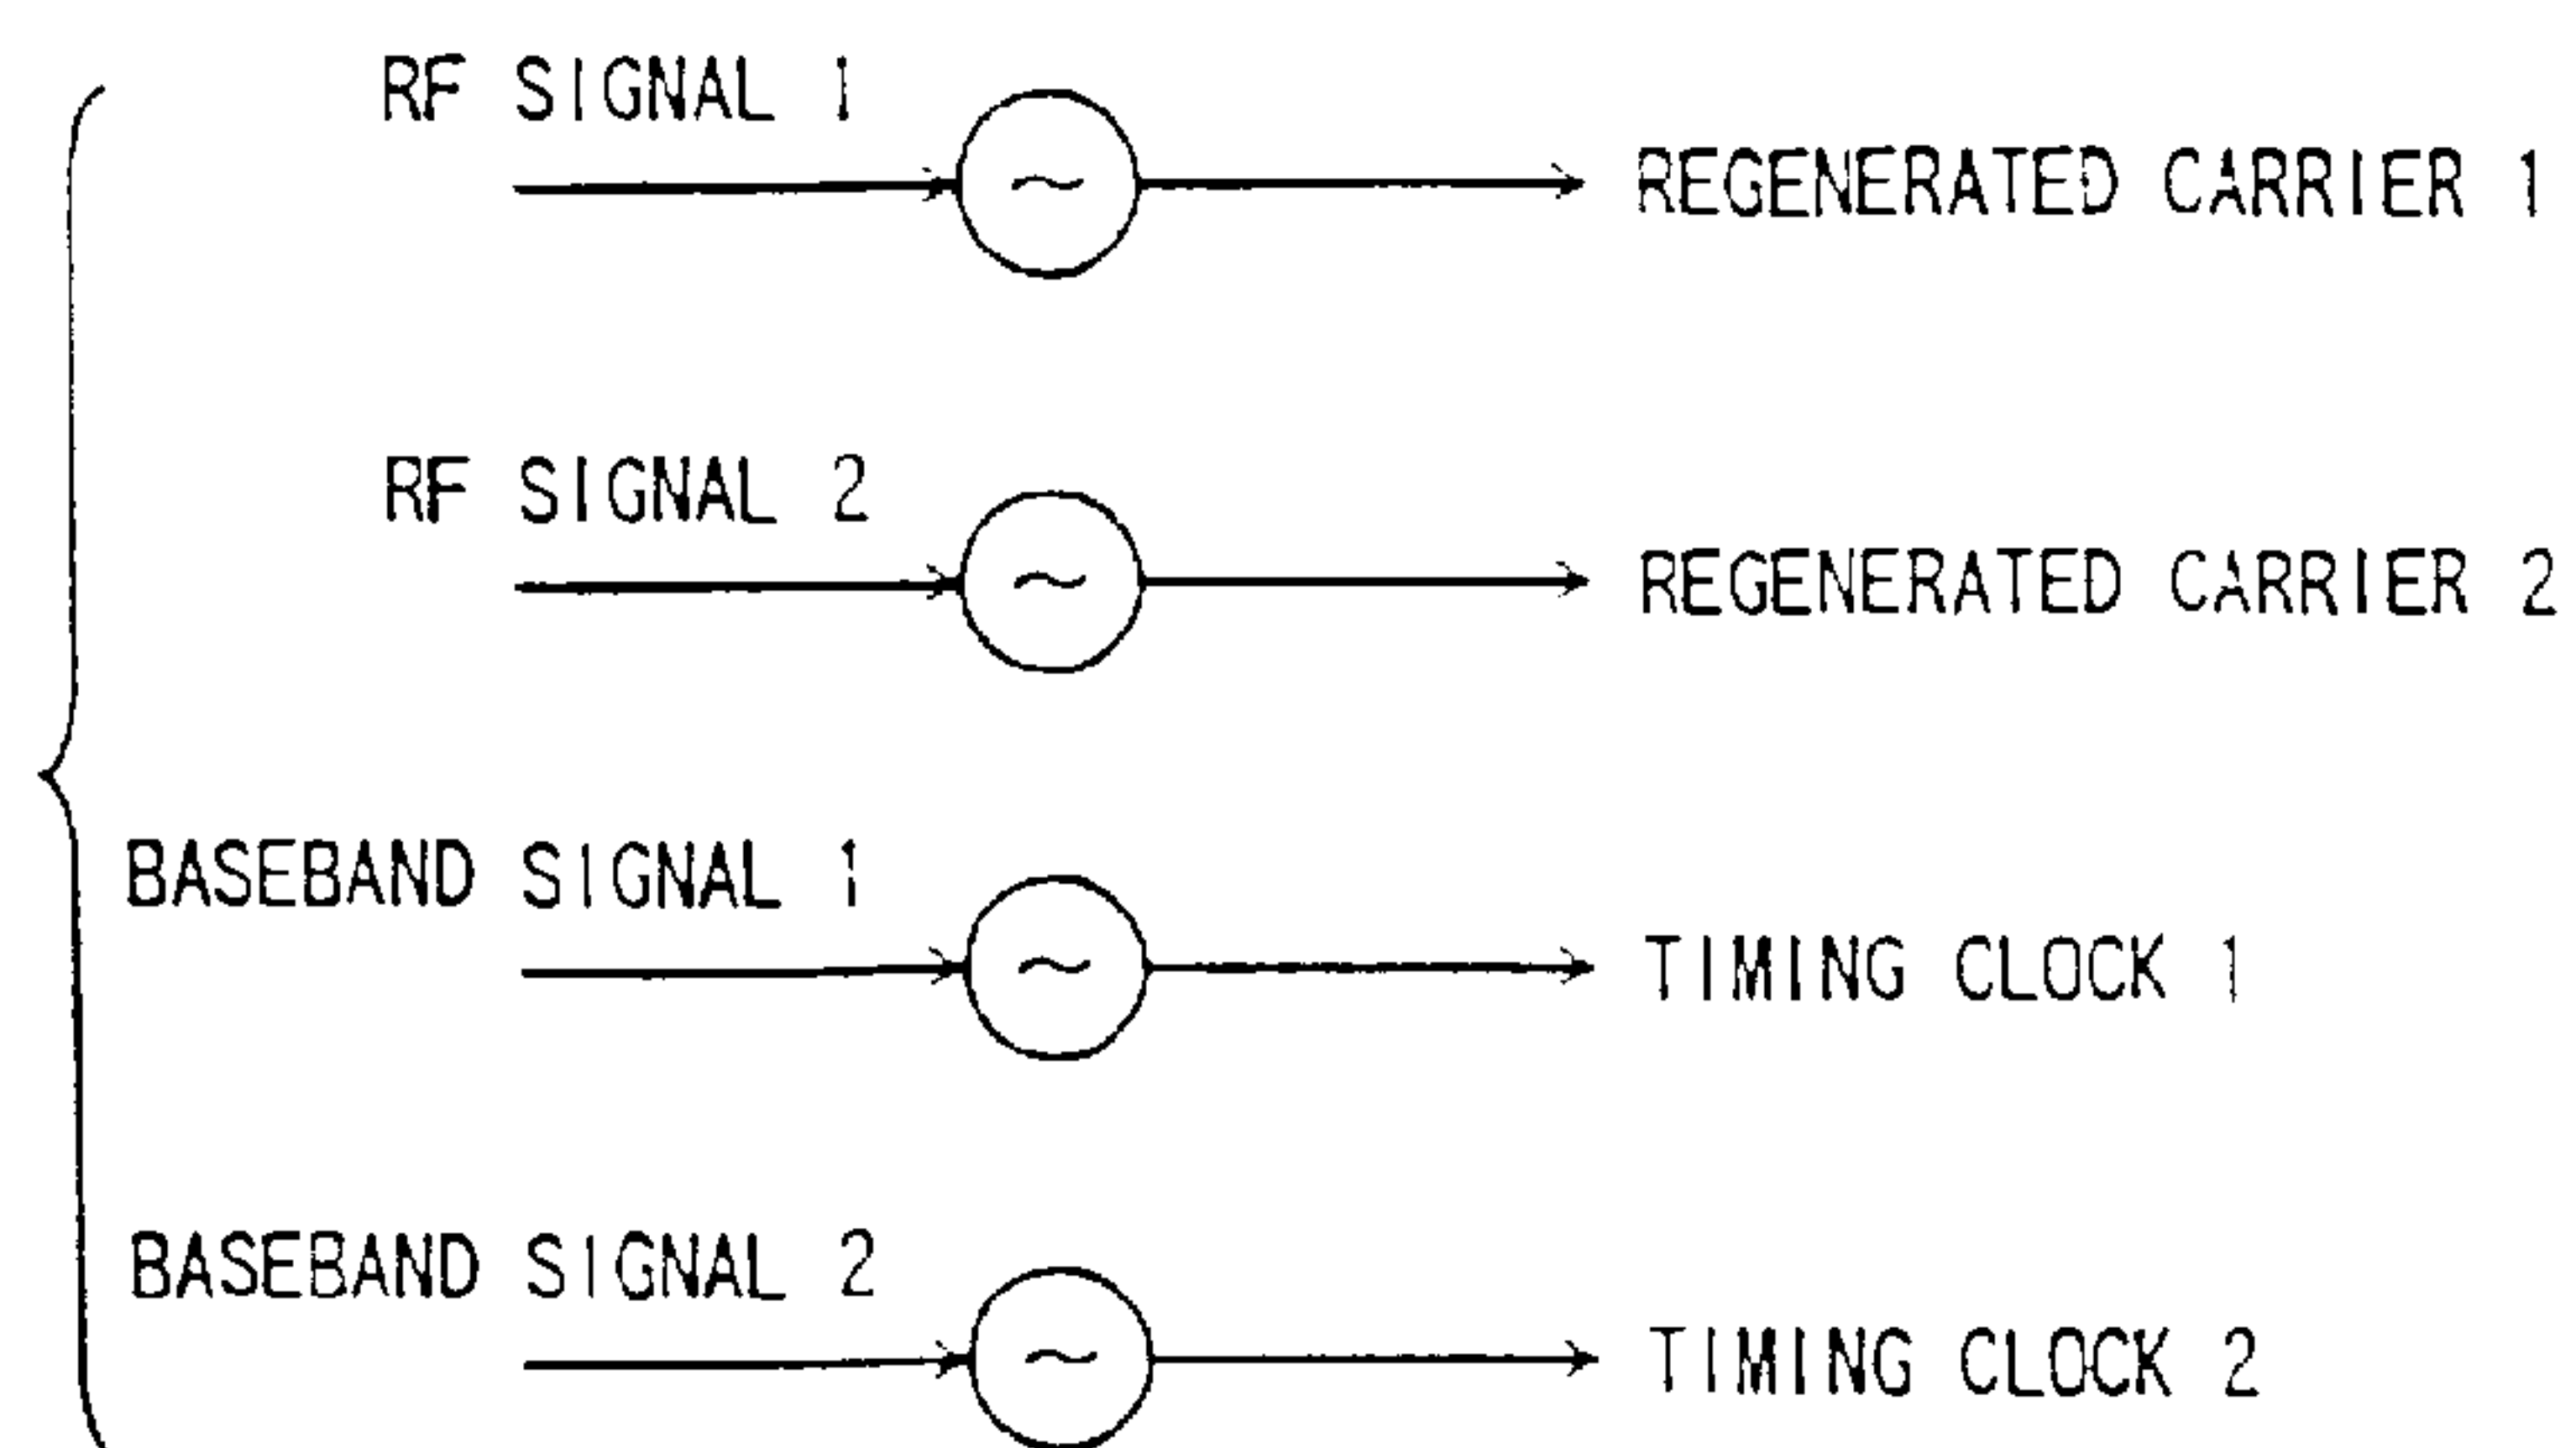 RF SIGNAL 1
REGENERATED CARRIER 1
RF SIGNAL 2
REGENERATED CARRIER 2
BASEBAND SIGNAL 1
TIMING CLOCK 1
BASEBAND SIGNAL 2
TIMING CLOCK 2